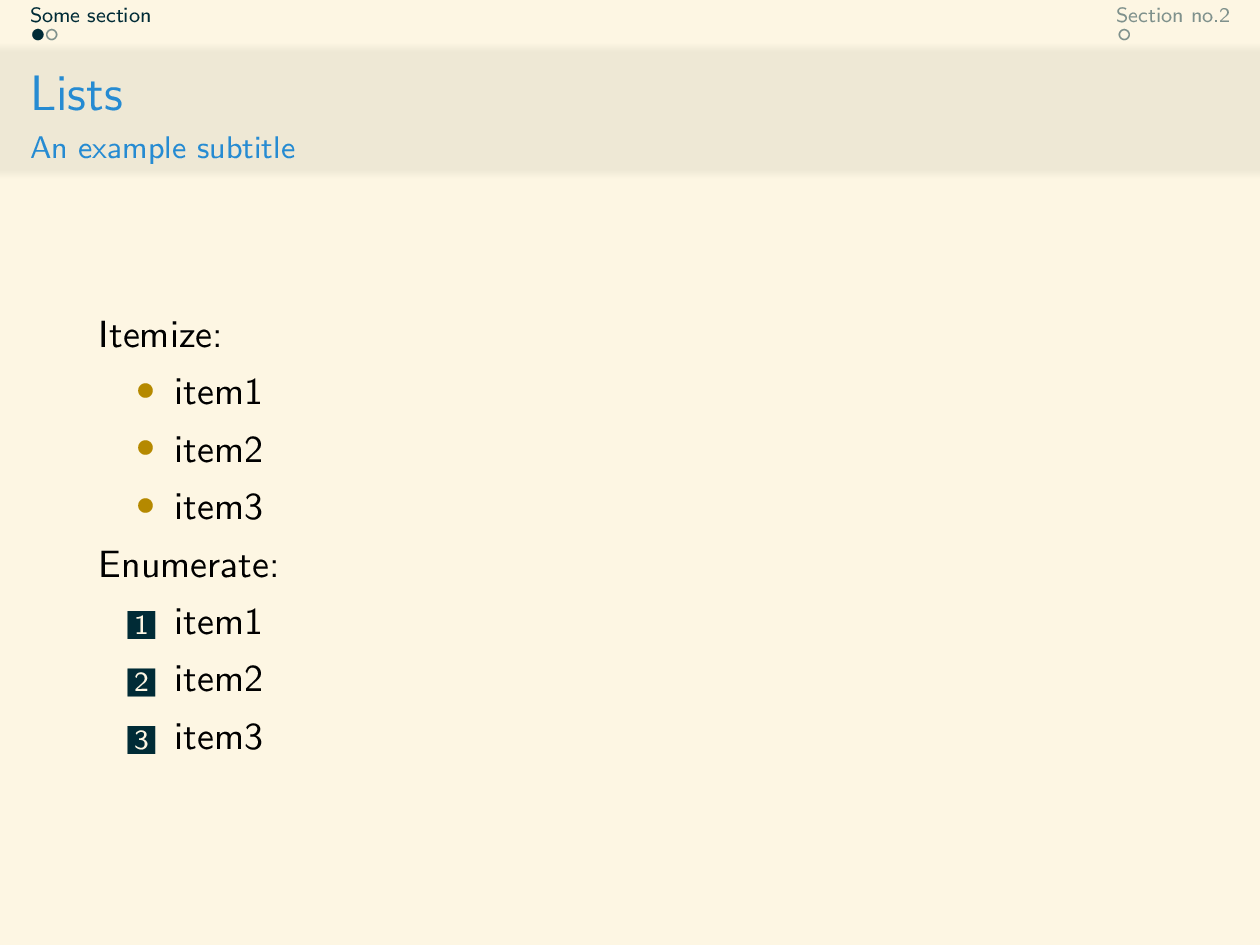 Some section
Section no.2
Lists
An example subtitle
Itemize:
item1
item2
item3
Enumerate:
1 item1
2 item2
3 item3